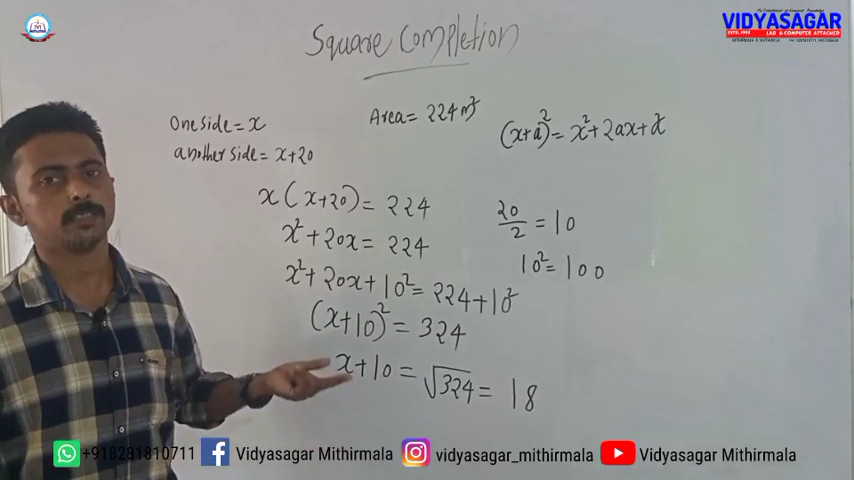 VIDYASAGAR
ESTD.1993 LAB & COMPUTER ATTACHED
Square Completion
One side = x
another side = x+20
Area = 224 m²
(x+a)² = x² + 2ax + a²
x(x+20) = 224
x² + 20x = 224
x² + 20x + 10² = 224 + 10²
(x+10)² = 324
x+10 = √324 = 18
20/2 = 10
10² = 100
+918281810711 Vidyasagar Mithirmala vidyasagar_mithirmala Vidyasagar Mithirmala